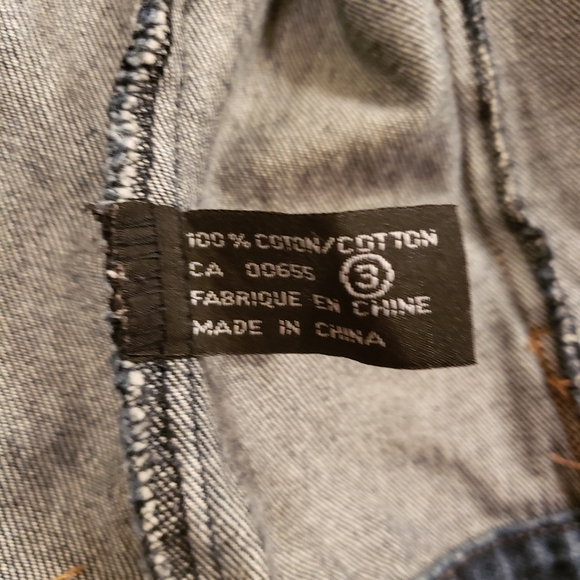 100% COTON/COTTON
CA 00655 3
FABRIQUE EN CHINE
MADE IN CHINA